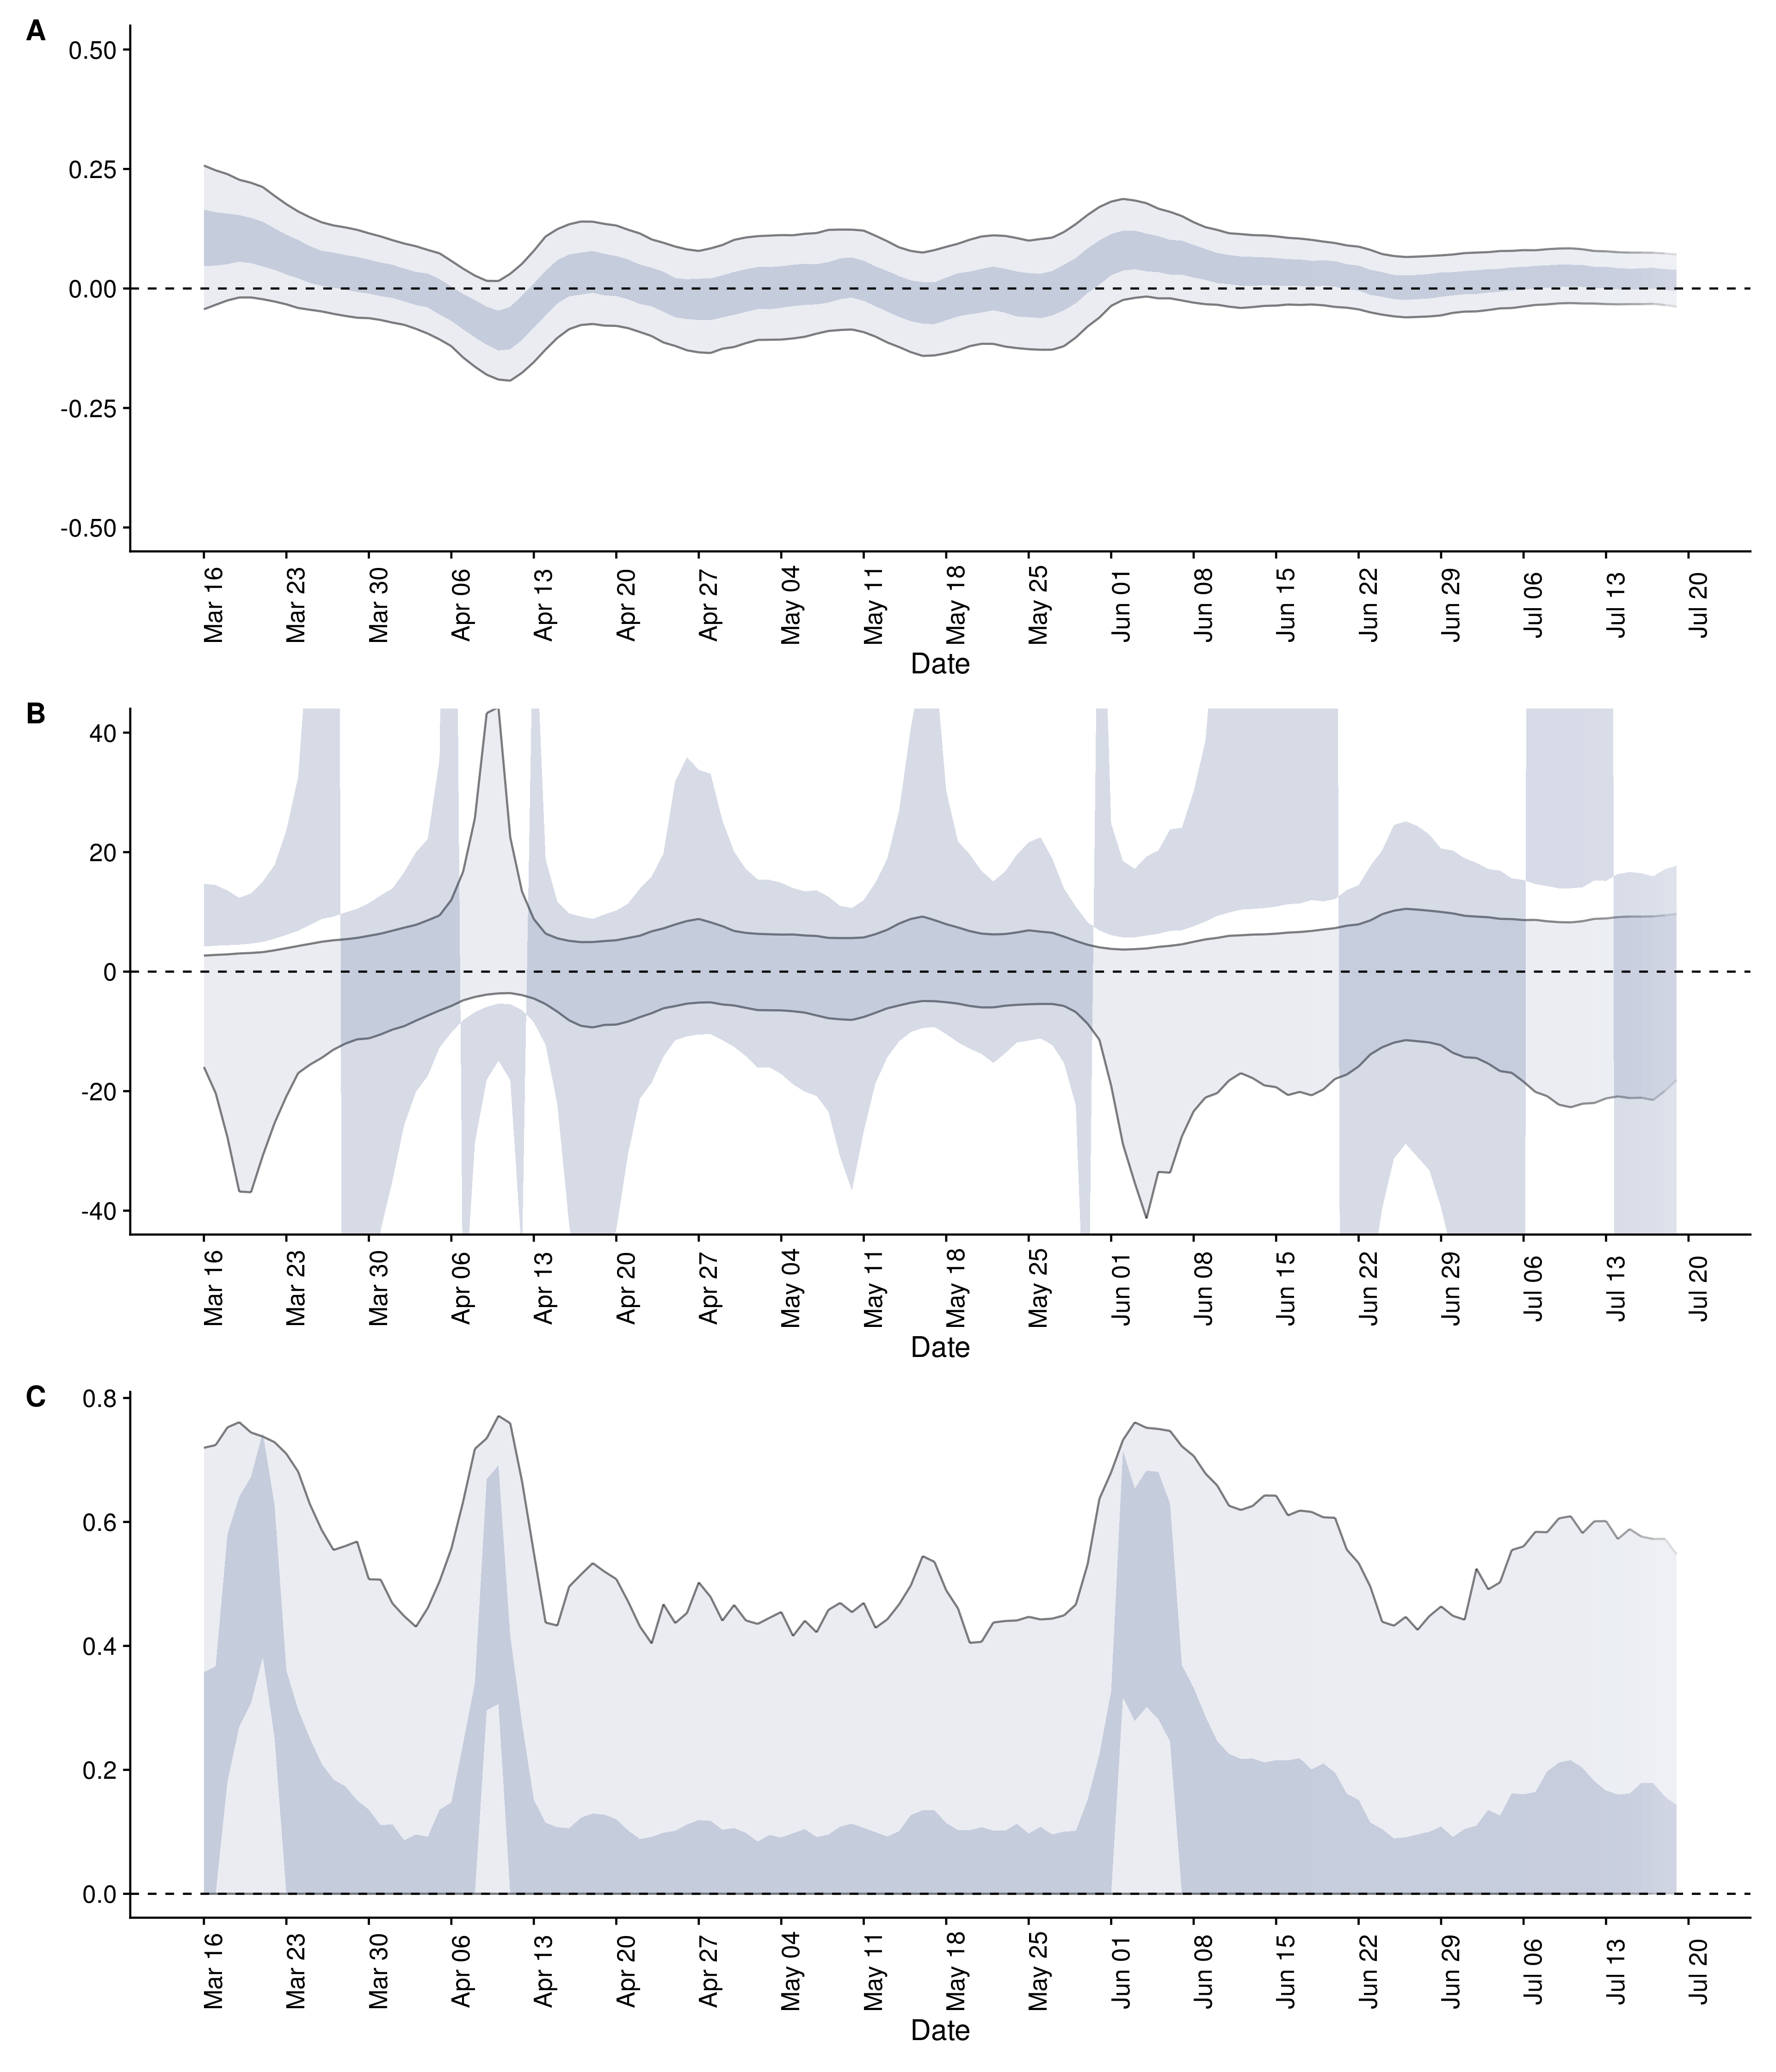 A
0.50
0.25
0.00
-0.25
-0.50
Mar 16
Mar 23
Mar 30
Apr 06
Apr 13
Apr 20
Apr 27
May 04
May 11
May 18
May 25
Jun 01
Jun 08
Jun 15
Jun 22
Jun 29
Jul 06
Jul 13
Jul 20
Date
B
40
20
0
-20
-40
Mar 16
Mar 23
Mar 30
Apr 06
Apr 13
Apr 20
Apr 27
May 04
May 11
May 18
May 25
Jun 01
Jun 08
Jun 15
Jun 22
Jun 29
Jul 06
Jul 13
Jul 20
Date
C
0.8
0.6
0.4
0.2
0.0
Mar 16
Mar 23
Mar 30
Apr 06
Apr 13
Apr 20
Apr 27
May 04
May 11
May 18
May 25
Jun 01
Jun 08
Jun 15
Jun 22
Jun 29
Jul 06
Jul 13
Jul 20
Date